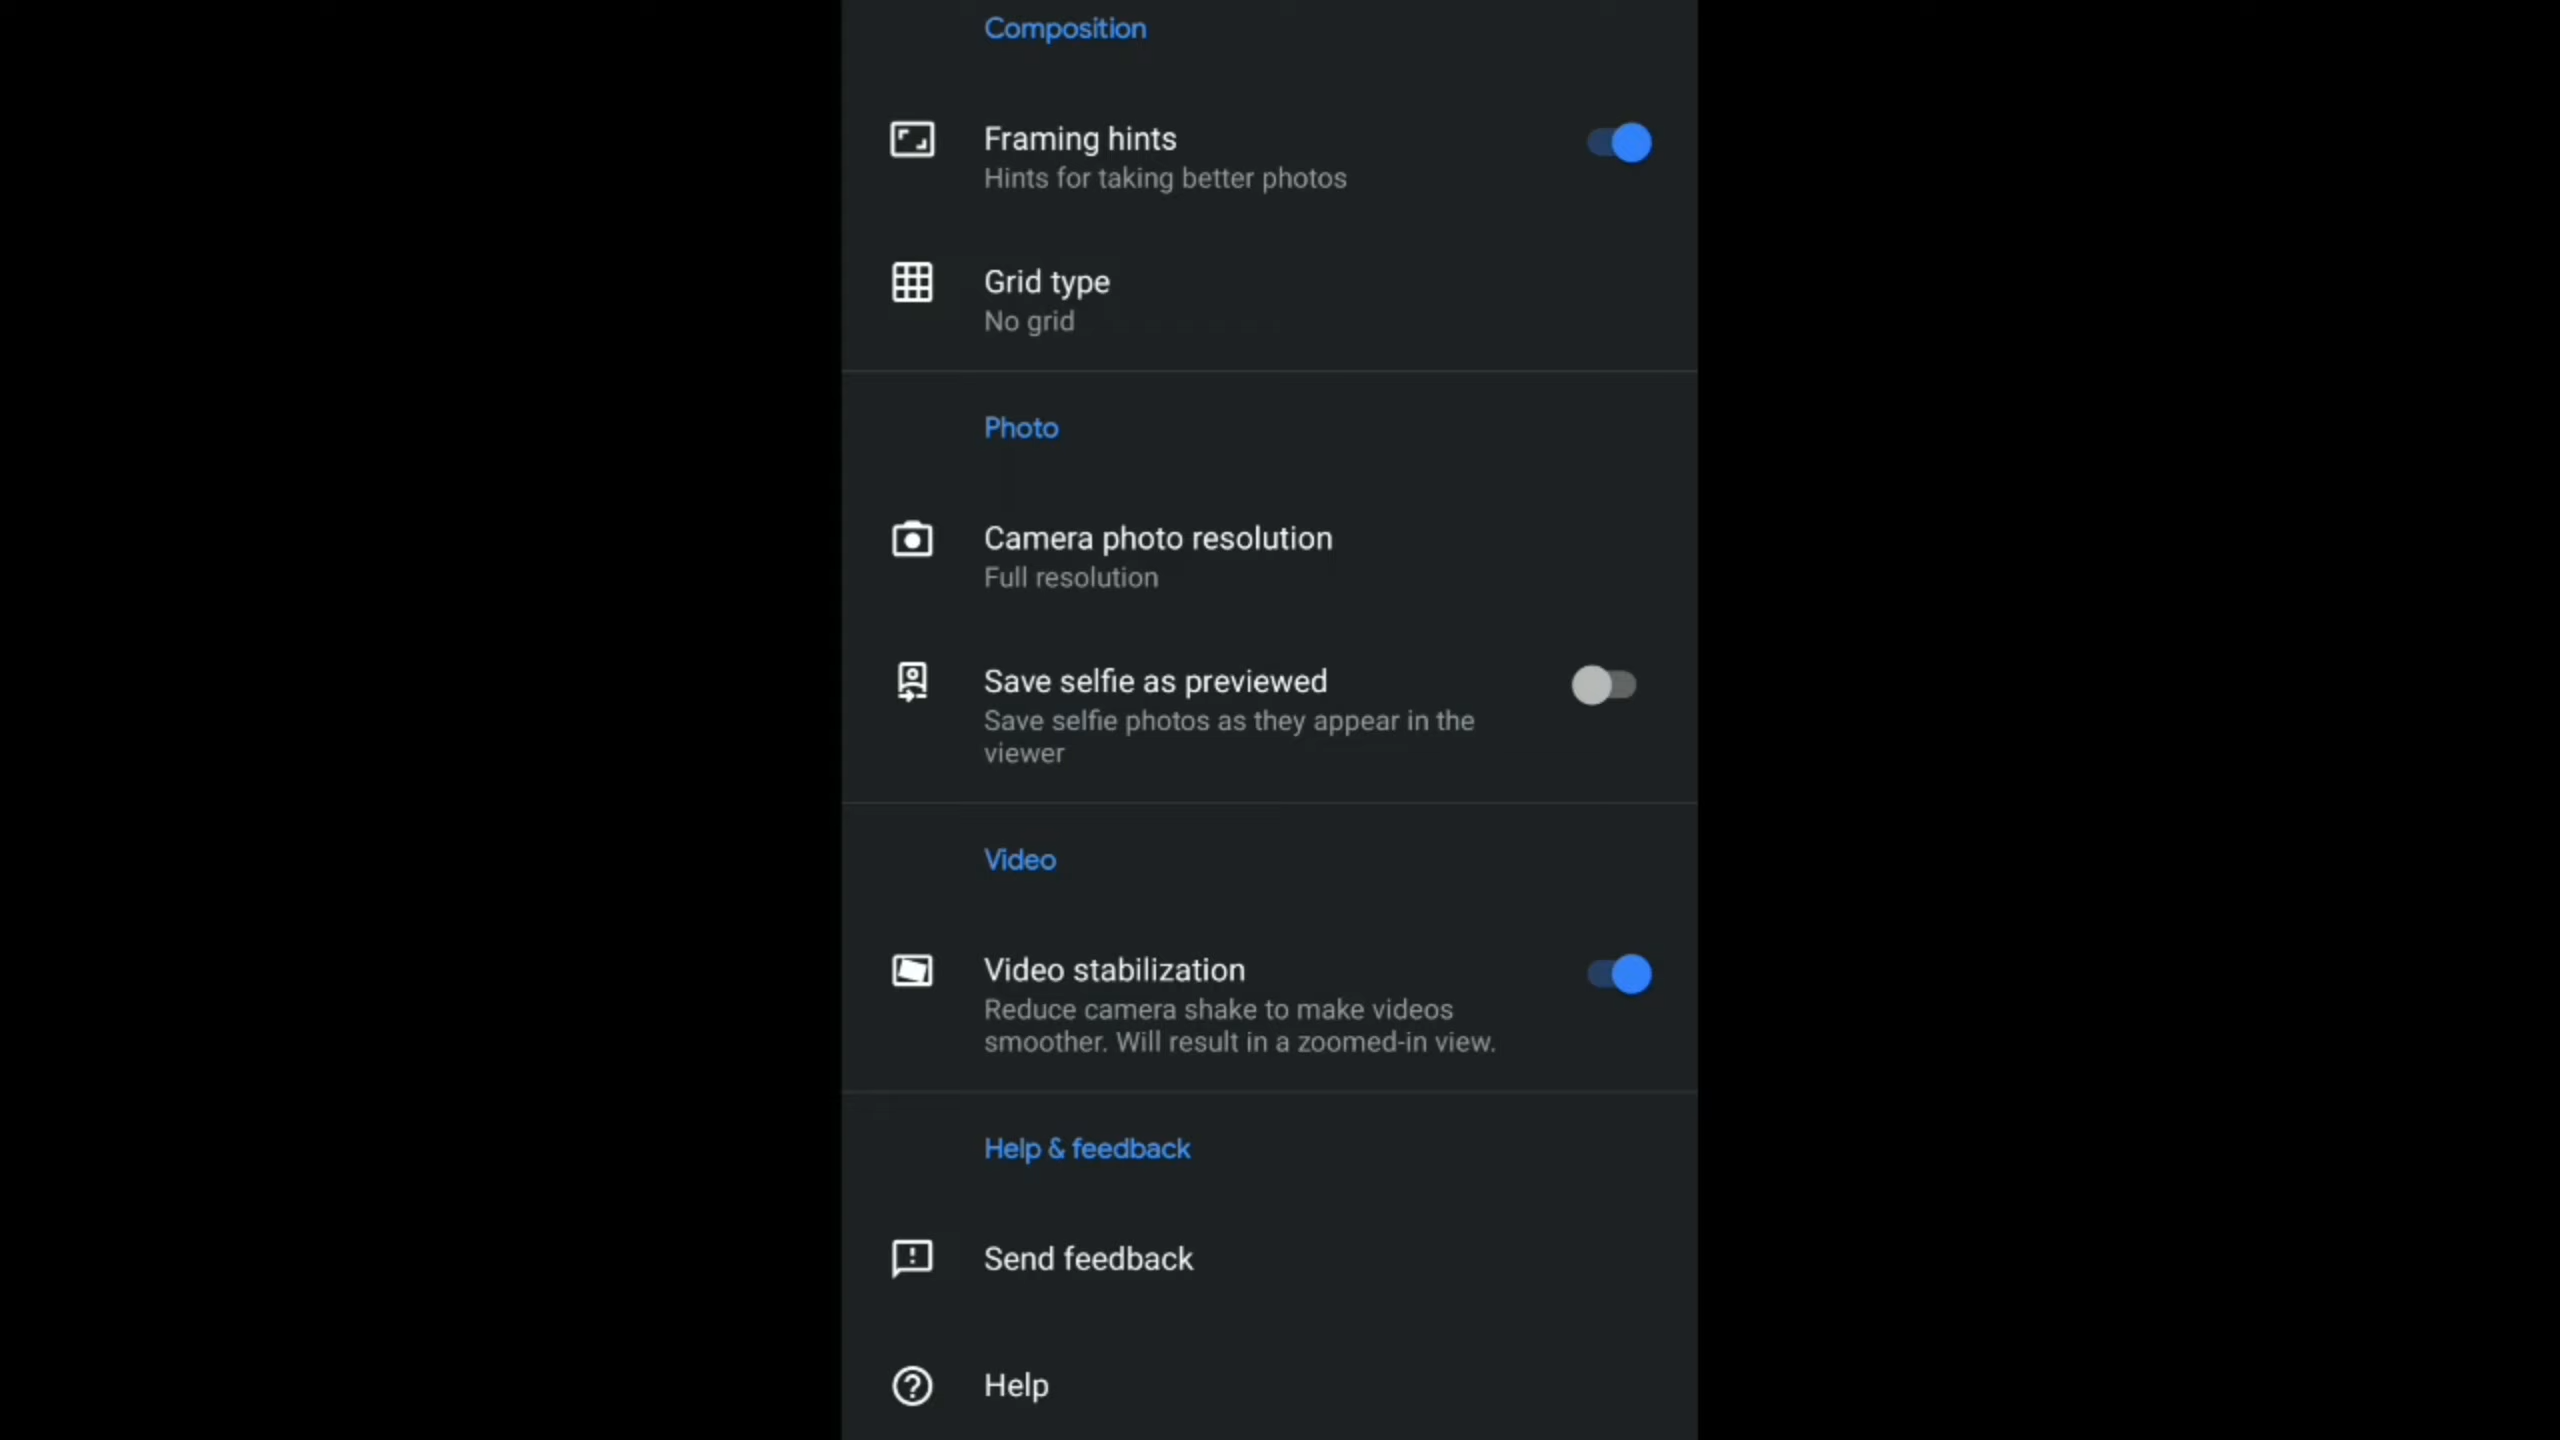 Composition
Framing hints
Hints for taking better photos
Grid type
No grid
Photo
Camera photo resolution
Full resolution
Save selfie as previewed
Save selfie photos as they appear in the
viewer
Video
Video stabilization
Reduce camera shake to make videos
smoother. Will result in a zoomed-in view.
Help & feedback
Send feedback
Help